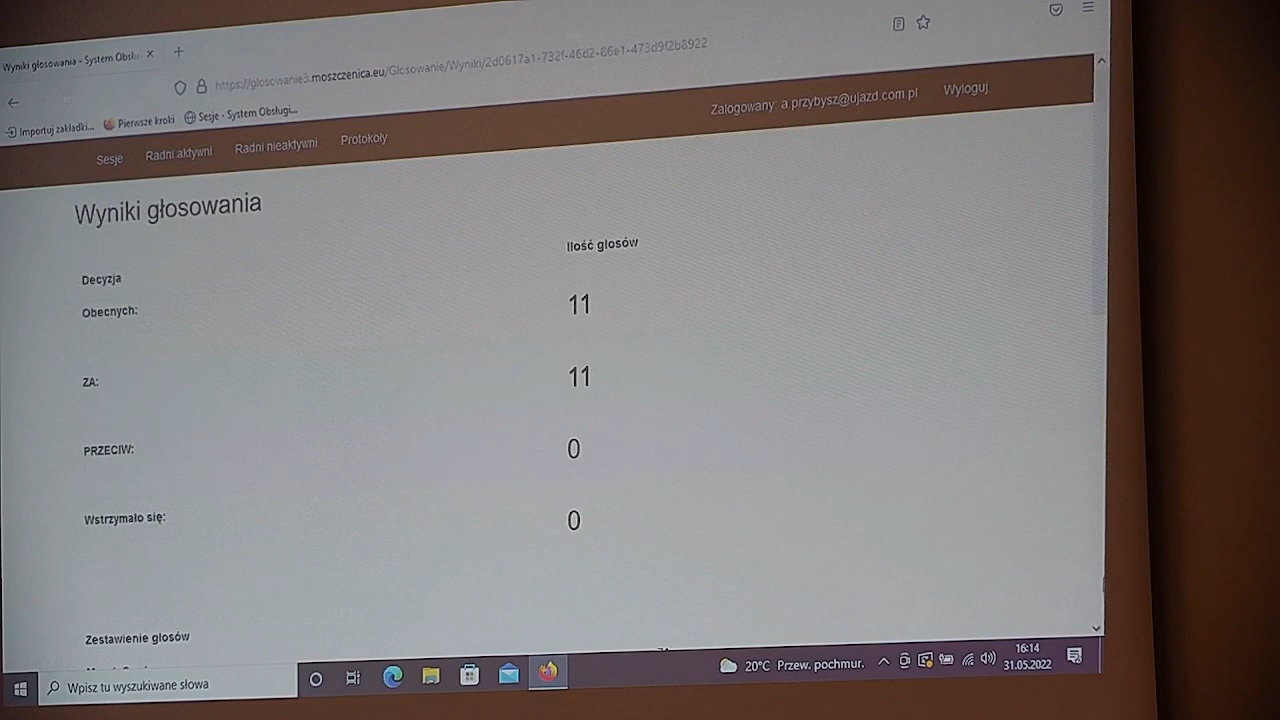 Wyniki głosowania - System Obsłu
https://glosowanie3.moszczenica.eu/Glosowanie/Wyniki/2d0617a1-732f-46d2-86e1-473d9f2b8922
Importuj zakładki...
Pierwsze kroki
Sesje - System Obsługi...
Sesje
Radni aktywni
Radni nieaktywni
Protokoły
Zalogowany: a.przybysz@ujazd.com.pl
Wyloguj
Wyniki głosowania
Ilość głosów
Decyzja
Obecnych:
11
ZA:
11
PRZECIW:
0
Wstrzymało się:
0
Zestawienie głosów
Wpisz tu wyszukiwane słowa
20°C Przew. pochmur.
16:14
31.05.2022